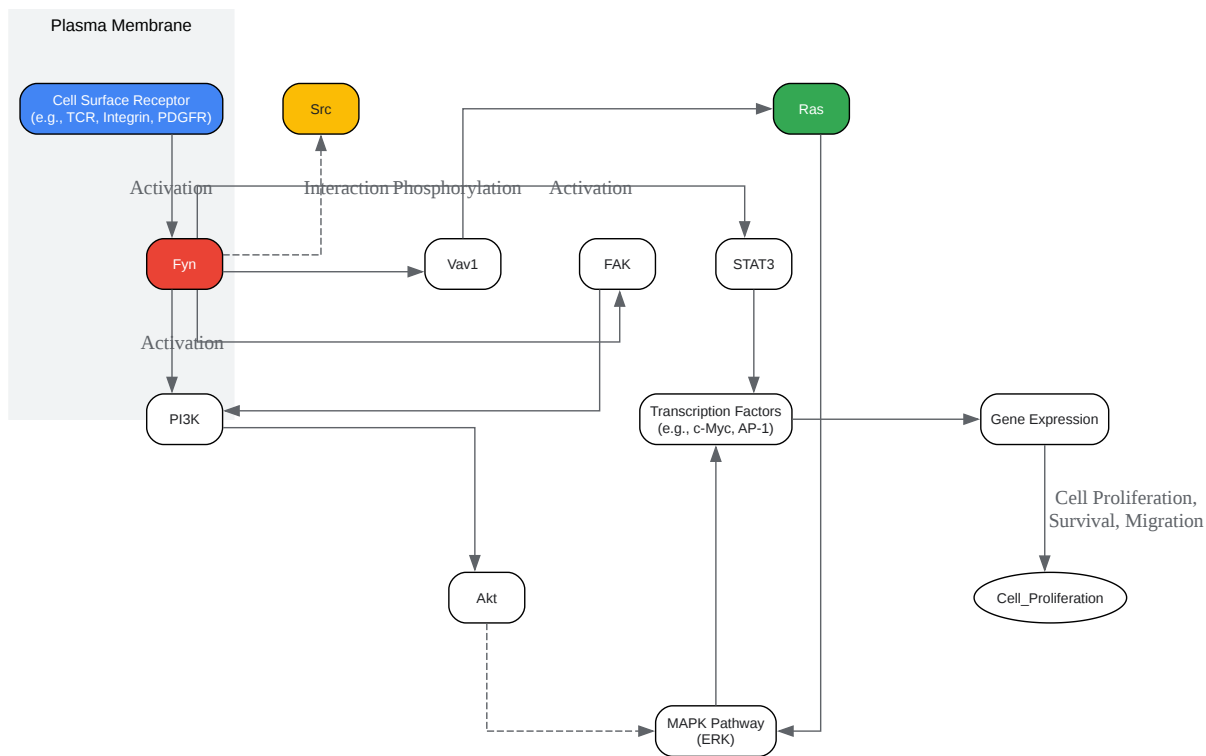 Plasma Membrane
Cell Surface Receptor
(e.g., TCR, Integrin, PDGFR)
Src
Ras
Activation
Interaction
Phosphorylation
Activation
Fyn
Vav1
FAK
STAT3
Activation
PI3K
Transcription Factors
(e.g., c-Myc, AP-1)
Gene Expression
Cell Proliferation,
Survival, Migration
Akt
Cell_Proliferation
MAPK Pathway
(ERK)